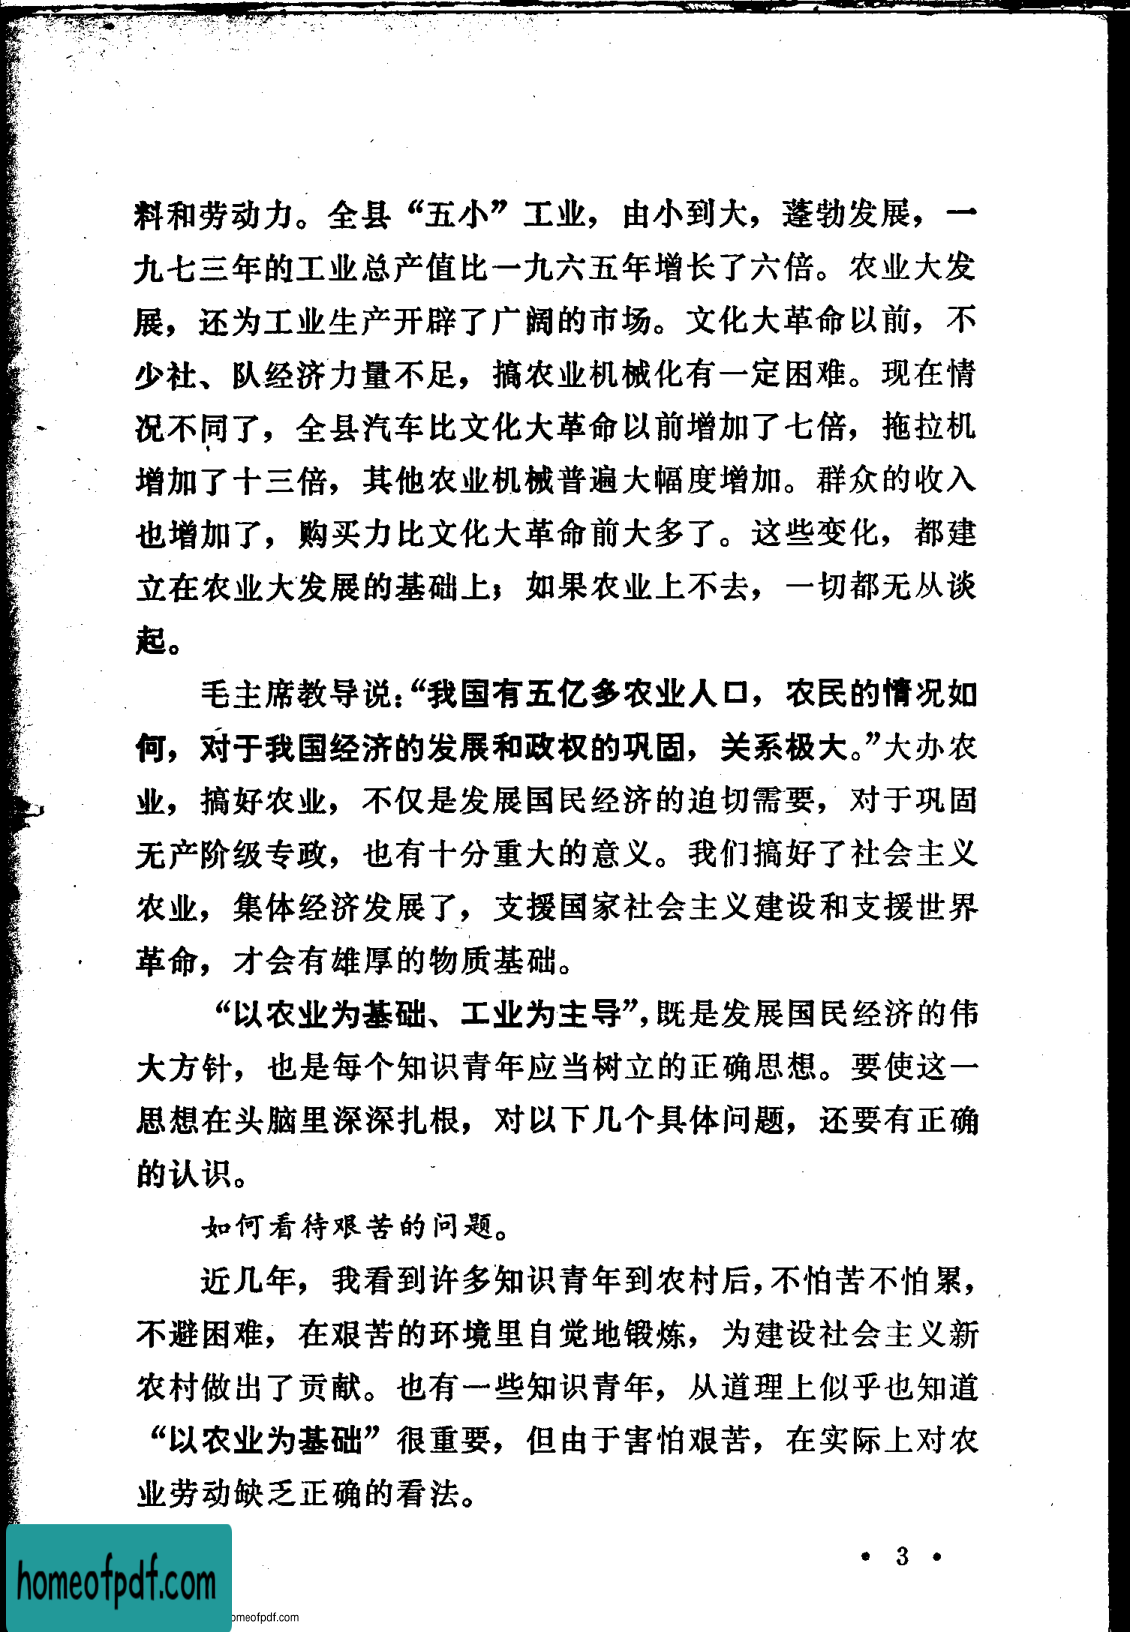 料和劳动力。全县“五小”工业，由小到大，蓬勃发展，一
九七三年的工业总产值比一九六五年增长了六倍。农业大发
展，还为工业生产开辟了广阔的市场。文化大革命以前，不
少社、队经济力量不足，搞农业机械化有一定困难。现在情
况不同了，全县汽车比文化大革命以前增加了七倍，拖拉机
增加了十三倍，其他农业机械普遍大幅度增加。群众的收入
也增加了，购买力比文化大革命前大多了。这些变化，都建
立在农业大发展的基础上；如果农业上不去，一切都无从谈
起。
毛主席教导说：“我国有五亿多农业人口，农民的情况如
何，对于我国经济的发展和政权的巩固，关系极大。”大办农
业，搞好农业，不仅是发展国民经济的迫切需要，对于巩固
无产阶级专政，也有十分重大的意义。我们搞好了社会主义
农业，集体经济发展了，支援国家社会主义建设和支援世界
革命，才会有雄厚的物质基础。
“以农业为基础、工业为主导”，既是发展国民经济的伟
大方针，也是每个知识青年应当树立的正确思想。要使这一
思想在头脑里深深扎根，对以下几个具体问题，还要有正确
的认识。
如何看待艰苦的问题。
近几年，我看到许多知识青年到农村后，不怕苦不怕累，
不避困难，在艰苦的环境里自觉地锻炼，为建设社会主义新
农村做出了贡献。也有一些知识青年，从道理上似乎也知道
“以农业为基础”很重要，但由于害怕艰苦，在实际上对农
业劳动缺乏正确的看法。
• 3 •
homeofpdf.com
omeofpdf.com